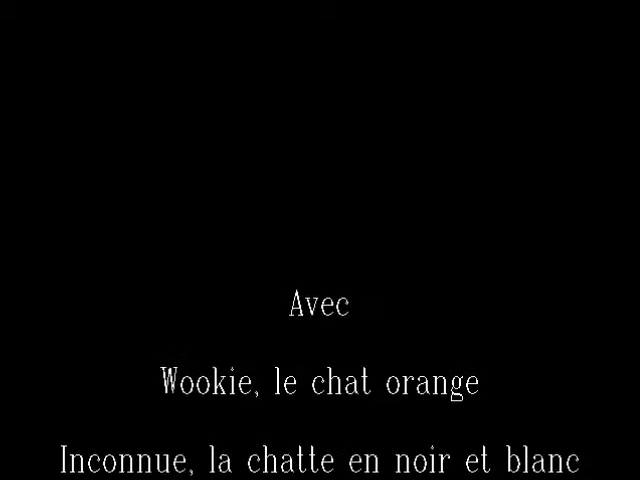 Avec
Wookie, le chat orange
Inconnue, la chatte en noir et blanc